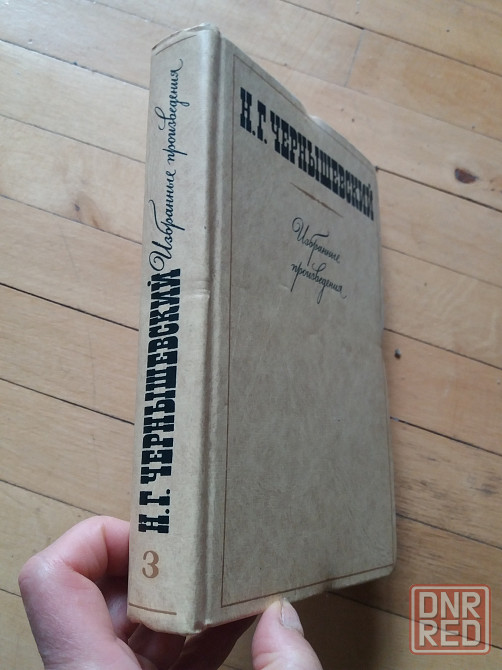 Н.Г. ЧЕРНЫШЕВСКИЙ
Избранные произведения
3
Н.Г. ЧЕРНЫШЕВСКИЙ
Избранные
произведения
DNR
RED